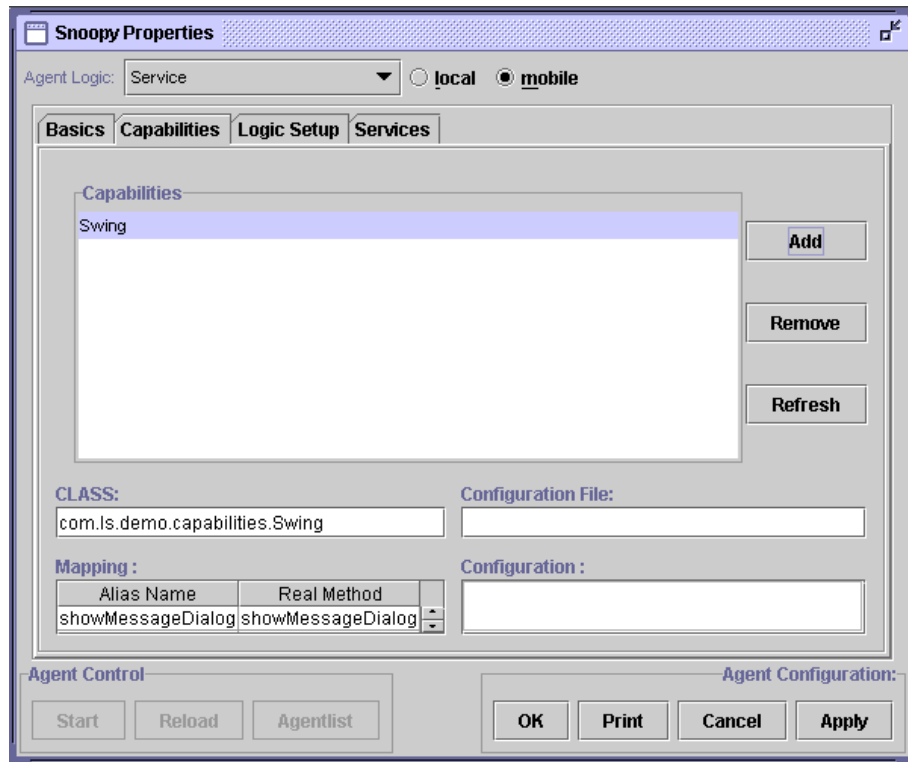 Snoopy Properties
Agent Logic: Service local mobile
Basics Capabilities Logic Setup Services
Capabilities
Swing
Add
Remove
Refresh
CLASS: Configuration File:
com.ls.demo.capabilities.Swing
Mapping : Configuration :
Alias Name Real Method
showMessageDialog showMessageDialog
Agent Control Agent Configuration:
Start Reload Agentlist OK Print Cancel Apply